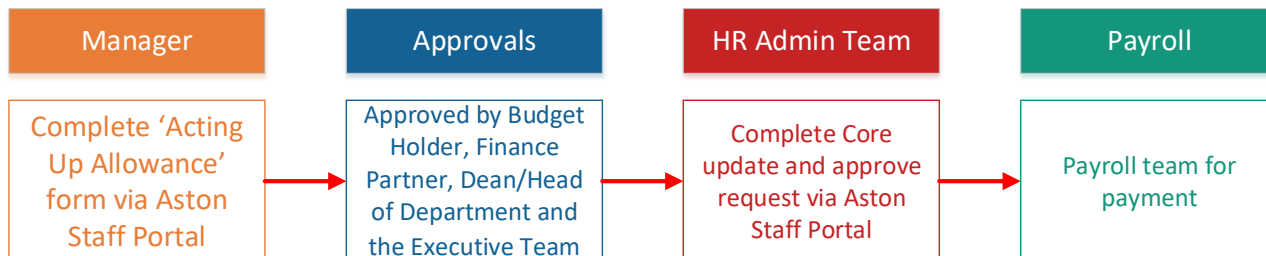 Manager
Approvals
HR Admin Team
Payroll
Complete ‘Acting
Up Allowance’
form via Aston
Staff Portal
Approved by Budget
Holder, Finance
Partner, Dean/Head
of Department and
the Executive Team
Complete Core
update and approve
request via Aston
Staff Portal
Payroll team for
payment